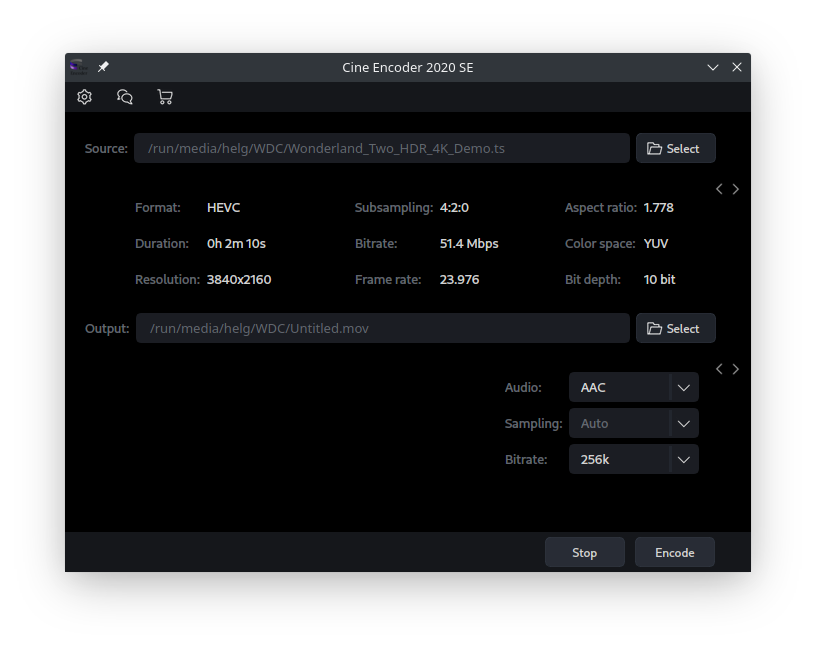 Cine Encoder 2020 SE
Source: /run/media/helg/WDC/Wonderland_Two_HDR_4K_Demo.ts Select
Format: HEVC Subsampling: 4:2:0 Aspect ratio: 1.778
Duration: 0h 2m 10s Bitrate: 51.4 Mbps Color space: YUV
Resolution: 3840x2160 Frame rate: 23.976 Bit depth: 10 bit
Output: /run/media/helg/WDC/Untitled.mov Select
Audio: AAC
Sampling: Auto
Bitrate: 256k
Stop Encode